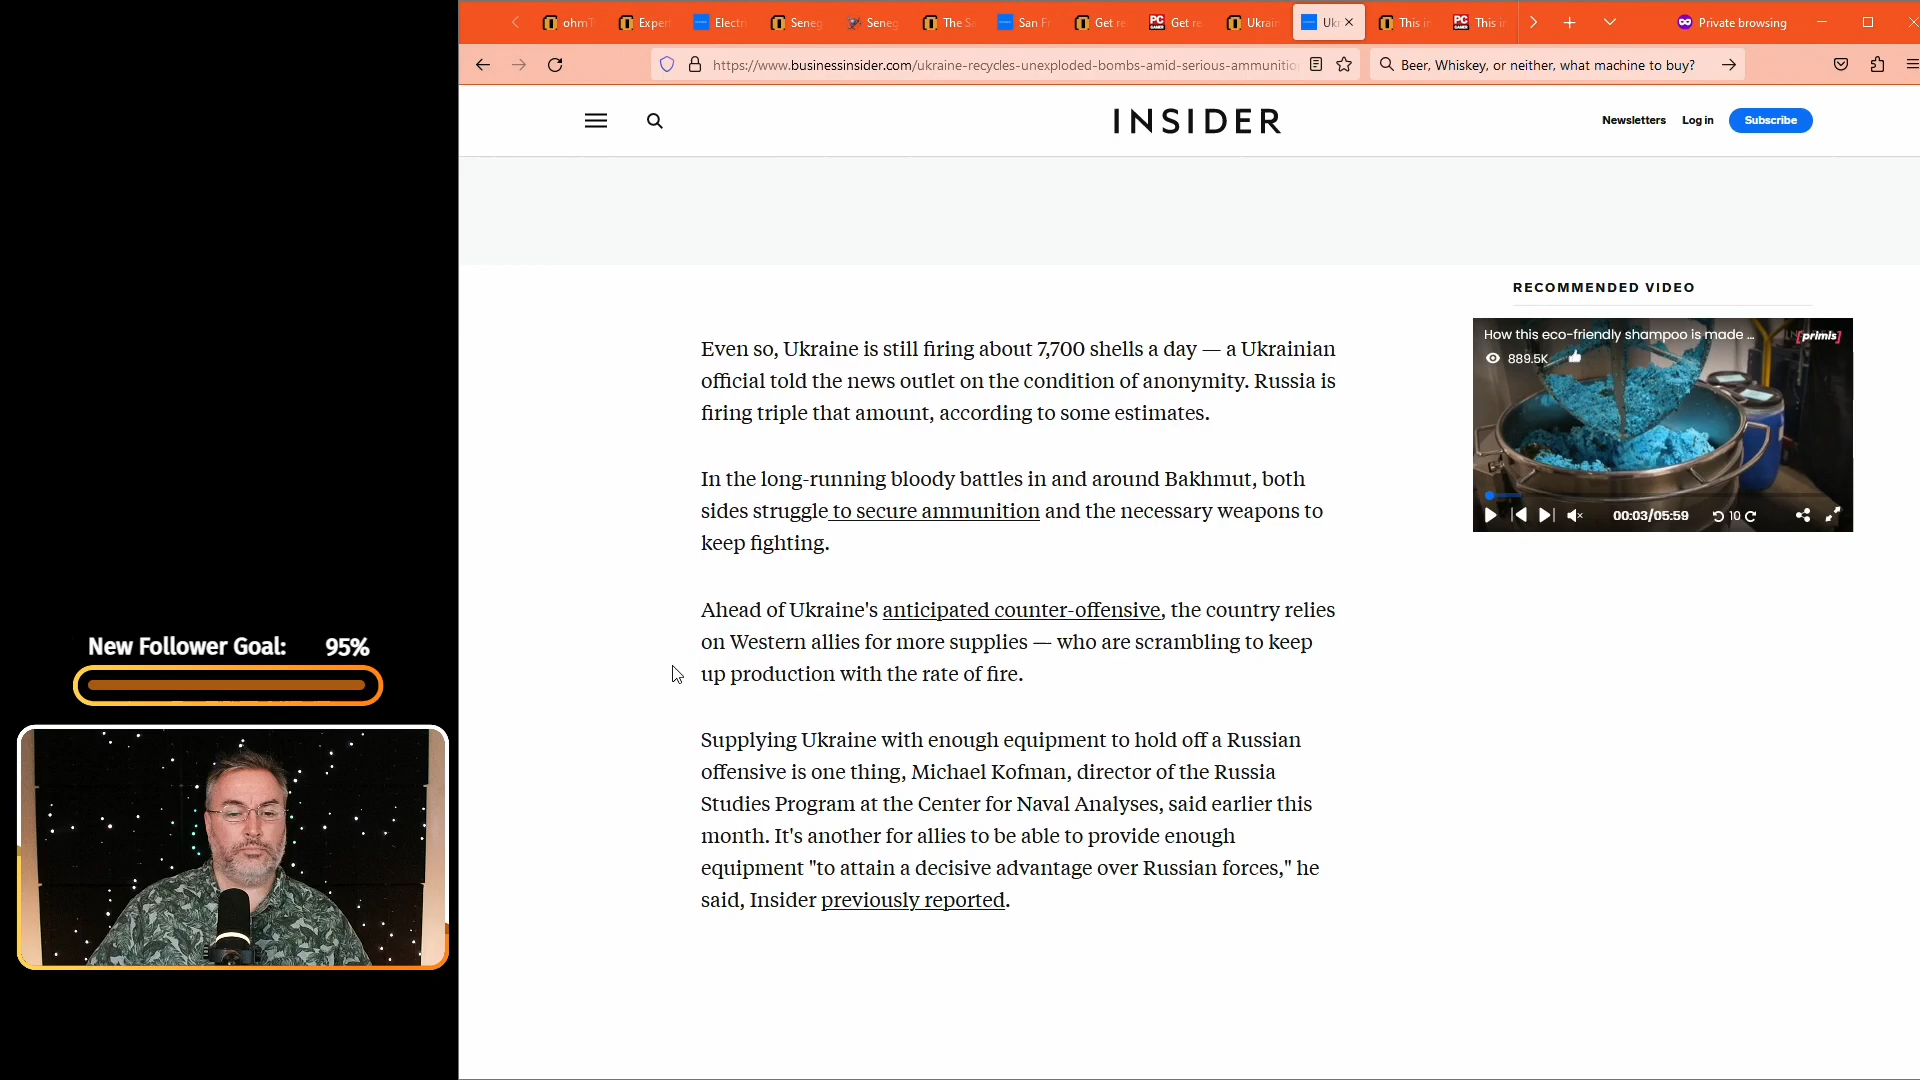 ohmT
Exper
Electri
Seneg
Seneg
The Sa
San Fr
Get re
PC GAMER
Get re
Ukrain
Ukr
This in
PC GAMER
This in
Private browsing
https://www.businessinsider.com/ukraine-recycles-unexploded-bombs-amid-serious-ammunitio
Beer, Whiskey, or neither, what machine to buy?
INSIDER
Newsletters
Log in
Subscribe
RECOMMENDED VIDEO
How this eco-friendly shampoo is made ...
[primis]
889.5K
00:03/05:59
10
Even so, Ukraine is still firing about 7,700 shells a day — a Ukrainian
official told the news outlet on the condition of anonymity. Russia is
firing triple that amount, according to some estimates.
In the long-running bloody battles in and around Bakhmut, both
sides struggle to secure ammunition and the necessary weapons to
keep fighting.
Ahead of Ukraine's anticipated counter-offensive, the country relies
on Western allies for more supplies — who are scrambling to keep
up production with the rate of fire.
Supplying Ukraine with enough equipment to hold off a Russian
offensive is one thing, Michael Kofman, director of the Russia
Studies Program at the Center for Naval Analyses, said earlier this
month. It's another for allies to be able to provide enough
equipment "to attain a decisive advantage over Russian forces," he
said, Insider previously reported.
New Follower Goal: 95%